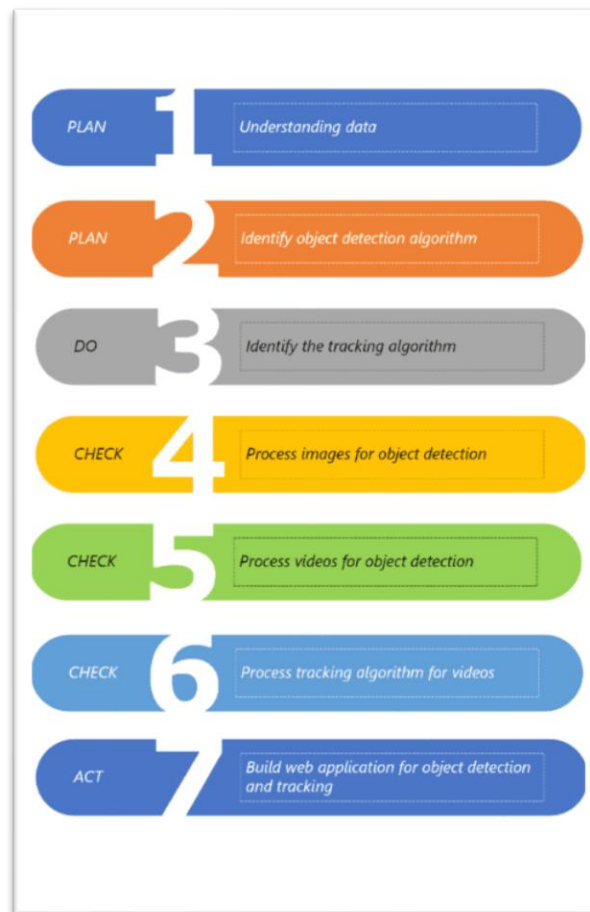 PLAN 1 Understanding data
PLAN 2 Identify object detection algorithm
DO 3 Identify the tracking algorithm
CHECK 4 Process images for object detection
CHECK 5 Process videos for object detection
CHECK 6 Process tracking algorithm for videos
ACT 7 Build web application for object detection
and tracking